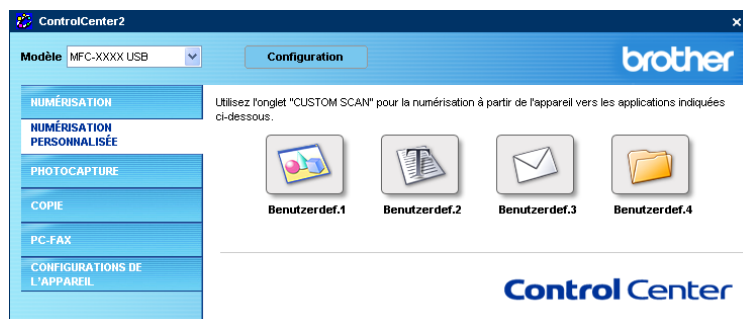 ControlCenter2
Modèle MFC-XXXX USB Configuration
brother
NUMÉRISATION
NUMÉRISATION
PERSONNALISÉE
PHOTOCAPTURE
COPIE
PC-FAX
CONFIGURATIONS DE
L'APPAREIL
Utilisez l'onglet "CUSTOM SCAN" pour la numérisation à partir de l'appareil vers les applications indiquées
ci-dessous.
Benutzerdef.1 Benutzerdef.2 Benutzerdef.3 Benutzerdef.4
Control Center